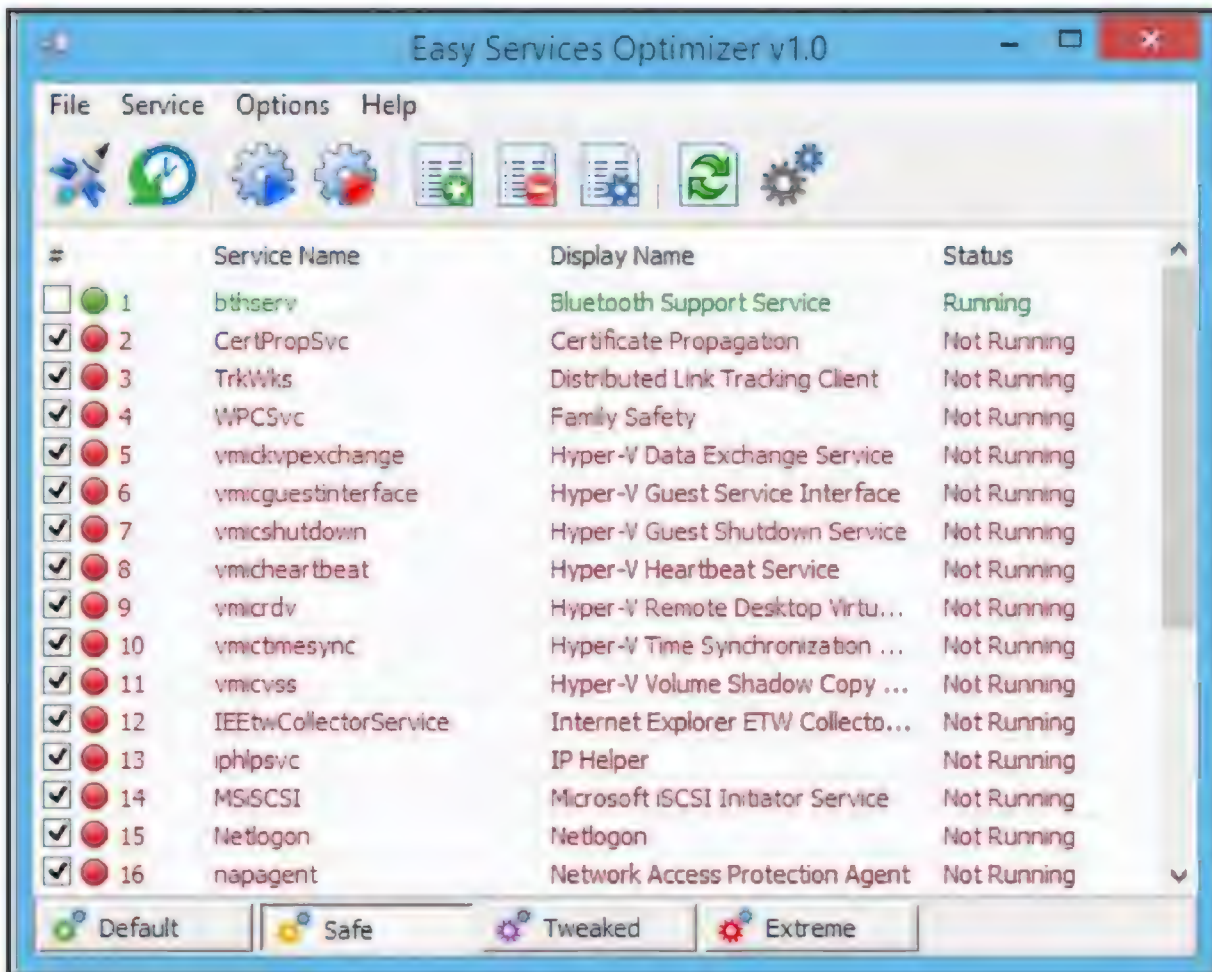 Easy Services Optimizer v1.0
File Service Options Help
# Service Name Display Name Status
1 bthserv Bluetooth Support Service Running
2 CertPropSvc Certificate Propagation Not Running
3 TrkWks Distributed Link Tracking Client Not Running
4 WPCSvc Family Safety Not Running
5 vmickvpexchange Hyper-V Data Exchange Service Not Running
6 vmicguestinterface Hyper-V Guest Service Interface Not Running
7 vmicshutdown Hyper-V Guest Shutdown Service Not Running
8 vmicheartbeat Hyper-V Heartbeat Service Not Running
9 vmicrdv Hyper-V Remote Desktop Virtu... Not Running
10 vmictimesync Hyper-V Time Synchronization ... Not Running
11 vmicvss Hyper-V Volume Shadow Copy ... Not Running
12 IEEtwCollectorService Internet Explorer ETW Collecto... Not Running
13 iphlpsvc IP Helper Not Running
14 MSiSCSI Microsoft iSCSI Initiator Service Not Running
15 Netlogon Netlogon Not Running
16 napagent Network Access Protection Agent Not Running
Default Safe Tweaked Extreme